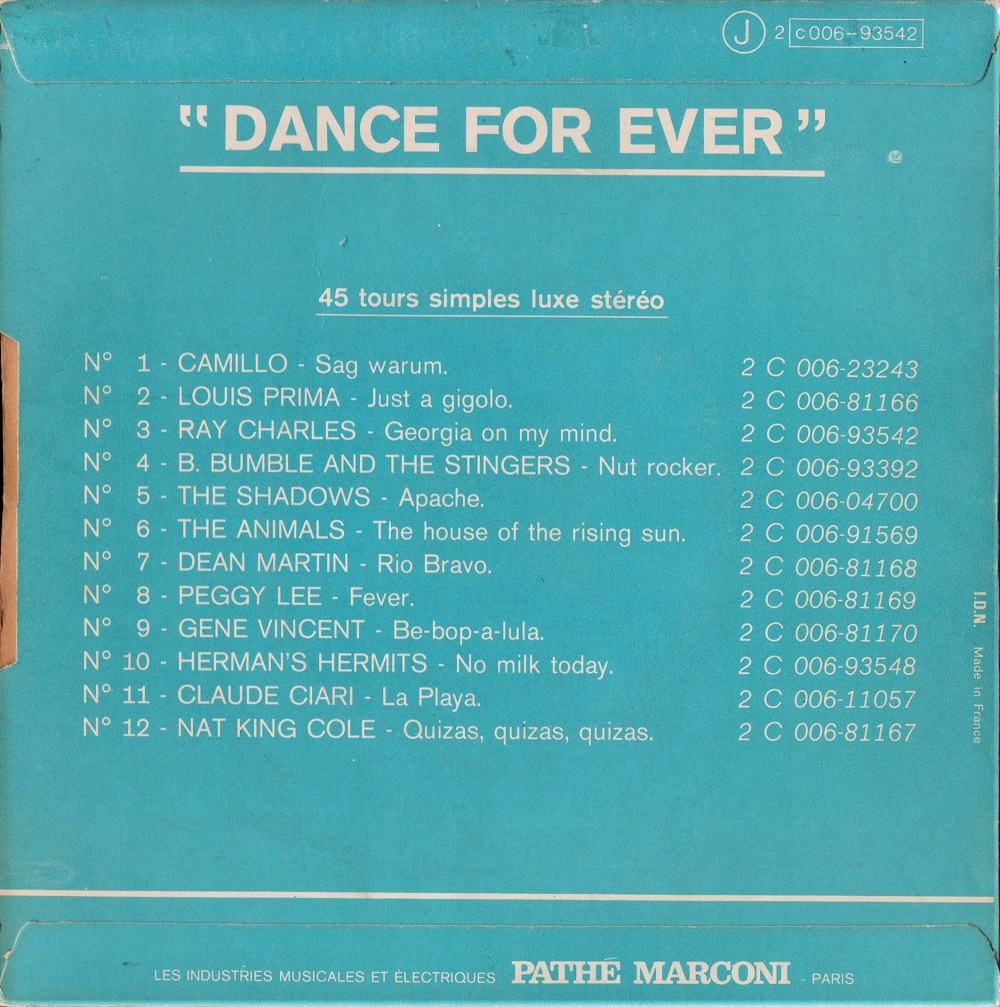 J 2 C 006-93542
" DANCE FOR EVER "
45 tours simples luxe stéréo
N° 1 - CAMILLO - Sag warum. 2 C 006-23243
N° 2 - LOUIS PRIMA - Just a gigolo. 2 C 006-81166
N° 3 - RAY CHARLES - Georgia on my mind. 2 C 006-93542
N° 4 - B. BUMBLE AND THE STINGERS - Nut rocker. 2 C 006-93392
N° 5 - THE SHADOWS - Apache. 2 C 006-04700
N° 6 - THE ANIMALS - The house of the rising sun. 2 C 006-91569
N° 7 - DEAN MARTIN - Rio Bravo. 2 C 006-81168
N° 8 - PEGGY LEE - Fever. 2 C 006-81169
N° 9 - GENE VINCENT - Be-bop-a-lula. 2 C 006-81170
N° 10 - HERMAN'S HERMITS - No milk today. 2 C 006-93548
N° 11 - CLAUDE CIARI - La Playa. 2 C 006-11057
N° 12 - NAT KING COLE - Quizas, quizas, quizas. 2 C 006-81167
I.D.N. Made in France
LES INDUSTRIES MUSICALES ET ÉLECTRIQUES PATHÉ MARCONI - PARIS